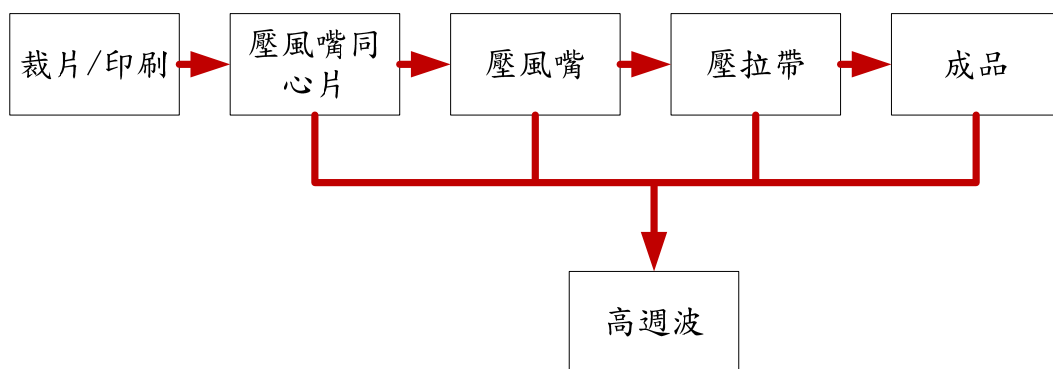 裁片/印刷
壓風嘴同
心片
壓風嘴
壓拉帶
成品
高週波